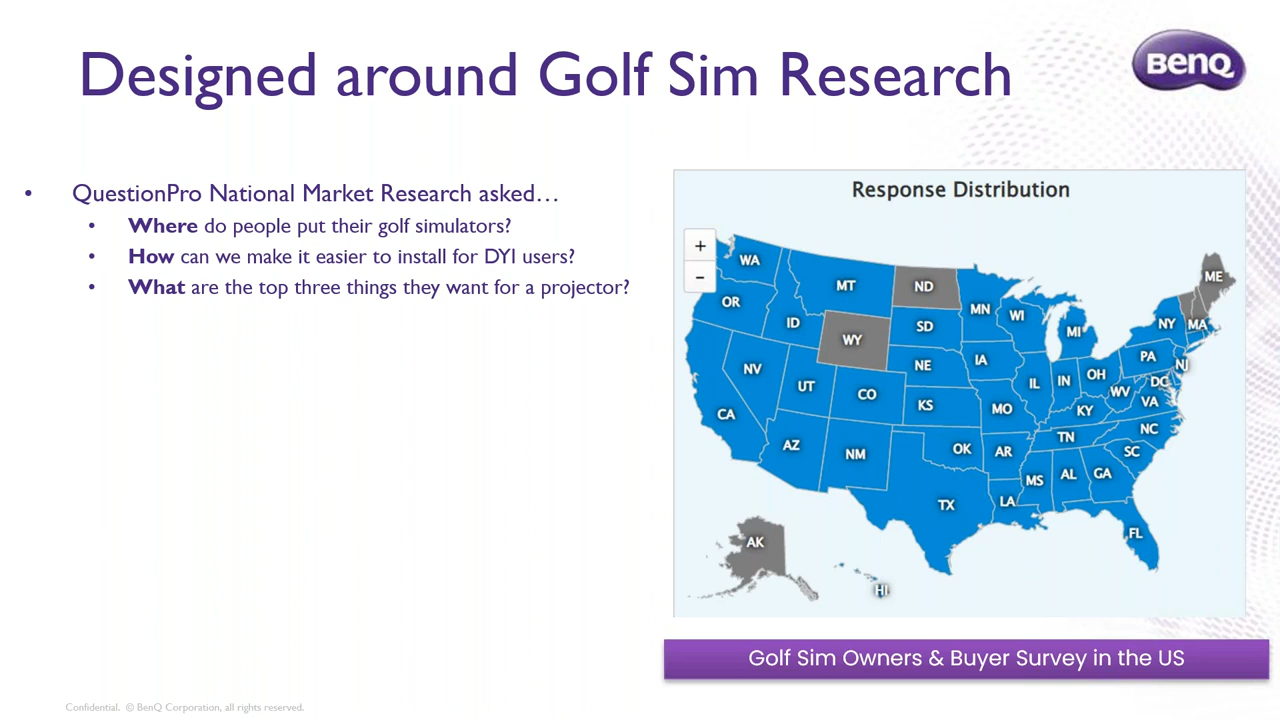 Designed around Golf Sim Research
BenQ
• QuestionPro National Market Research asked…
• Where do people put their golf simulators?
• How can we make it easier to install for DYI users?
• What are the top three things they want for a projector?
Response Distribution
+
−
WA
MT
ND
MN
ME
OR
ID
WY
SD
WI
MI
NY
MA
NV
UT
CO
NE
IA
IL
IN
OH
PA
NJ
CA
KS
MO
KY
WV
DC
VA
AZ
NM
OK
AR
TN
NC
SC
TX
LA
MS
AL
GA
FL
AK
HI
Golf Sim Owners & Buyer Survey in the US
Confidential. © BenQ Corporation, all rights reserved.